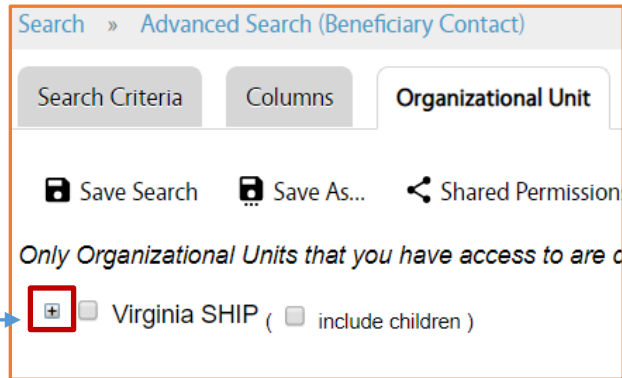 Search » Advanced Search (Beneficiary Contact)
Search Criteria Columns Organizational Unit
Save Search Save As... Shared Permission
Only Organizational Units that you have access to are
Virginia SHIP ( include children )